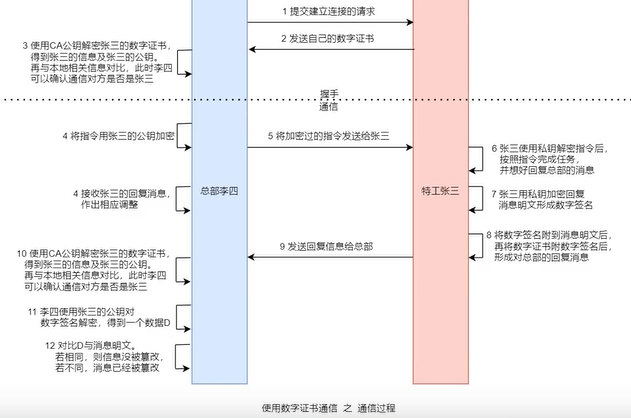 1 提交建立连接的请求
2 发送自己的数字证书
3 使用CA公钥解密张三的数字证书，
得到张三的信息及张三的公钥。
再与本地相关信息对比，此时李四
可以确认通信对方是否是张三
握手
通信
4 将指令用张三的公钥加密
5 将加密过的指令发送给张三
6 张三使用私钥解密指令后，
按照指令完成任务，
并想好回复总部的消息
总部李四
特工张三
4 接收张三的回复消息，
作出相应调整
7 张三用私钥加密回复
消息明文形成数字签名
8 将数字签名附到消息明文后，
再将数字证书附数字签名后，
形成对总部的回复消息
9 发送回复信息给总部
10 使用CA公钥解密张三的数字证书，
得到张三的信息及张三的公钥。
再与本地相关信息对比，此时李四
可以确认通信对方是否是张三
11 李四使用张三的公钥对
数字签名解密，得到一个数据D
12 对比D与消息明文。
若相同，则信息没被篡改，
若不同，消息已经被篡改
使用数字证书通信 之 通信过程